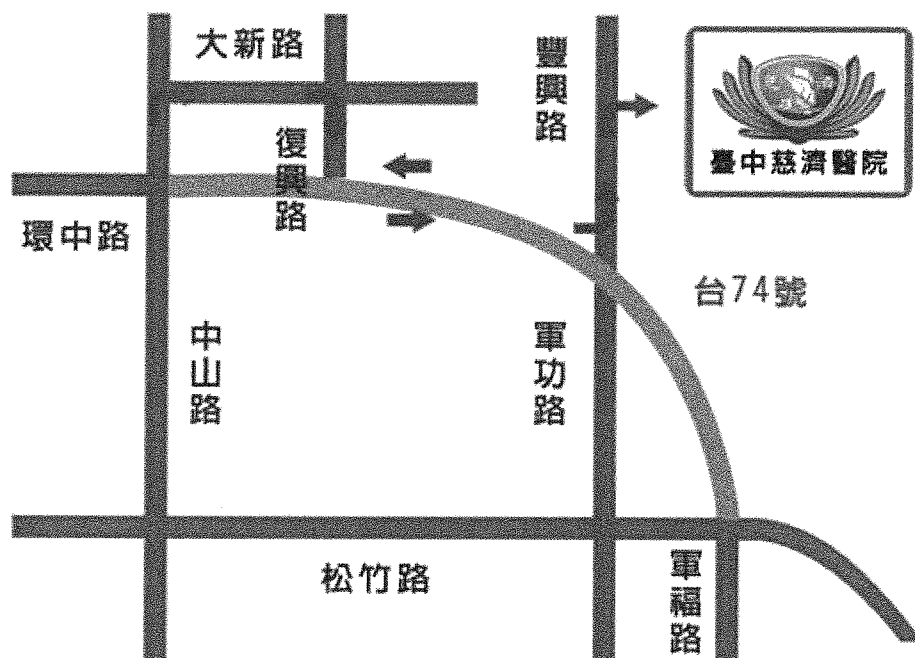 大新路
豐興路
復興路
臺中慈濟醫院
環中路
台74號
中山路
軍功路
松竹路
軍福路